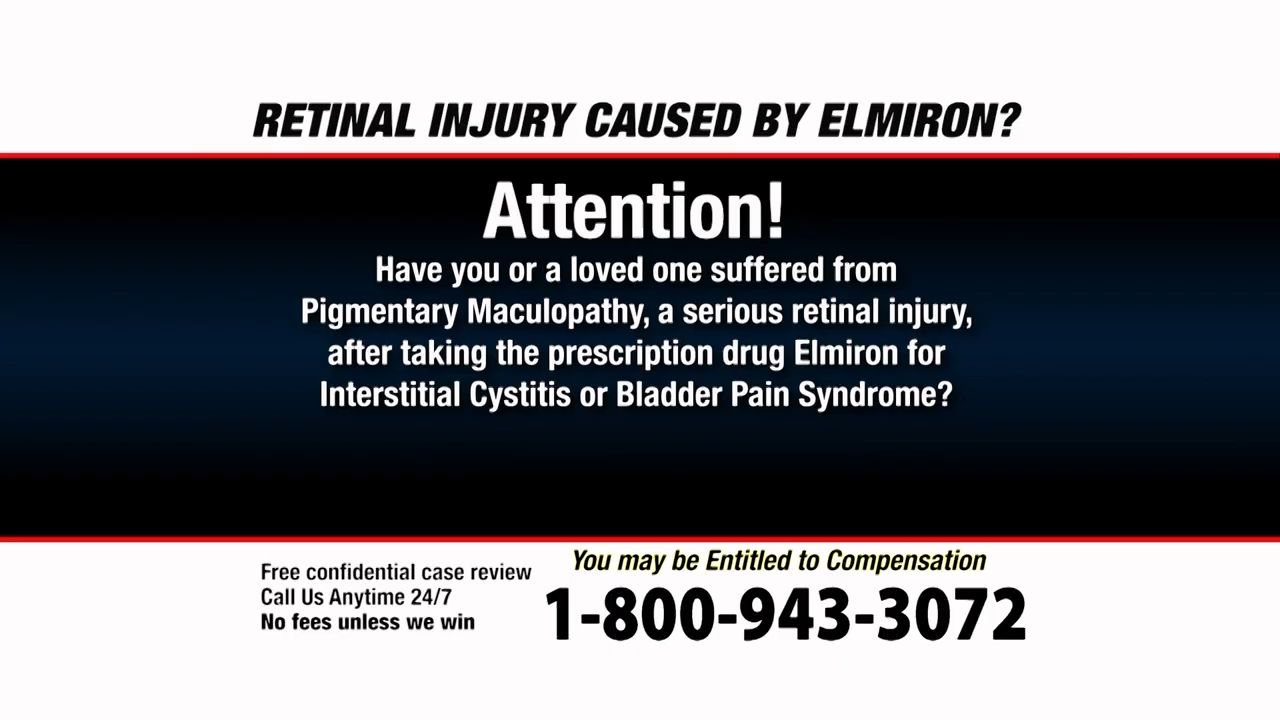 RETINAL INJURY CAUSED BY ELMIRON?
Attention!
Have you or a loved one suffered from
Pigmentary Maculopathy, a serious retinal injury,
after taking the prescription drug Elmiron for
Interstitial Cystitis or Bladder Pain Syndrome?
Free confidential case review
Call Us Anytime 24/7
No fees unless we win
You may be Entitled to Compensation
1-800-943-3072